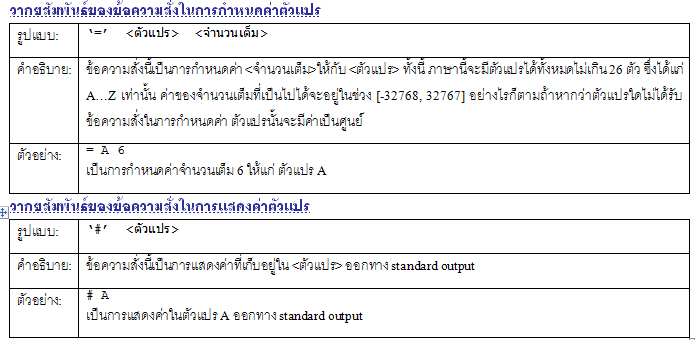 วากยสัมพันธ์ของข้อความสั่งในการกำหนดค่าตัวแปร
รูปแบบ: ‘=’ <ตัวแปร> <จำนวนเต็ม>
คำอธิบาย: ข้อความสั่งนี้เป็นการกำหนดค่า <จำนวนเต็ม> ให้กับ <ตัวแปร> ทั้งนี้ ภาษานี้จะมีตัวแปรได้ทั้งหมดไม่เกิน 26 ตัว ซึ่งได้แก่
A…Z เท่านั้น ค่าของจำนวนเต็มที่เป็นไปได้จะอยู่ในช่วง [-32768, 32767] อย่างไรก็ตามถ้าหากว่าตัวแปรใดไม่ได้รับ
ข้อความสั่งในการกำหนดค่า ตัวแปรนั้นจะมีค่าเป็นศูนย์
ตัวอย่าง: = A 6
เป็นการกำหนดค่าจำนวนเต็ม 6 ให้แก่ ตัวแปร A
วากยสัมพันธ์ของข้อความสั่งในการแสดงค่าตัวแปร
รูปแบบ: ‘#’ <ตัวแปร>
คำอธิบาย: ข้อความสั่งนี้เป็นการแสดงค่าที่เก็บอยู่ใน <ตัวแปร> ออกทาง standard output
ตัวอย่าง: # A
เป็นการแสดงค่าในตัวแปร A ออกทาง standard output